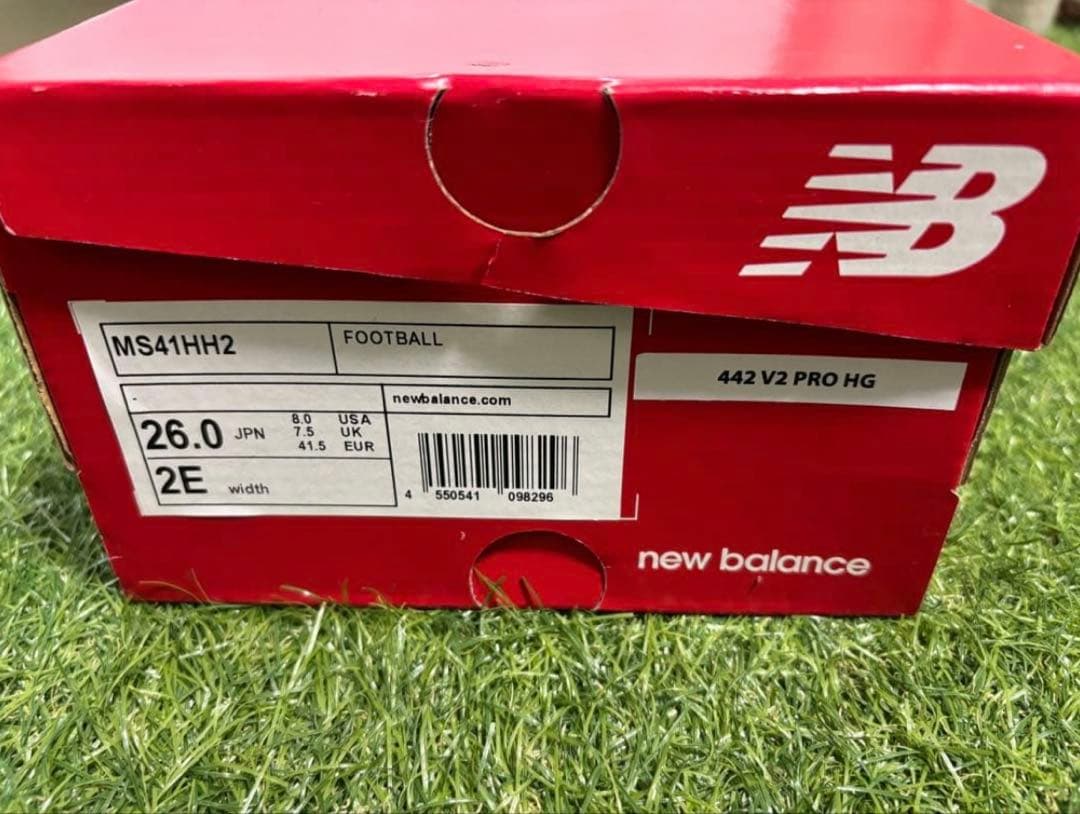 NB
MS41HH2
FOOTBALL
442 V2 PRO HG
-
newbalance.com
26.0 JPN
8.0 USA
7.5 UK
41.5 EUR
2E width
4 550541 098296
new balance